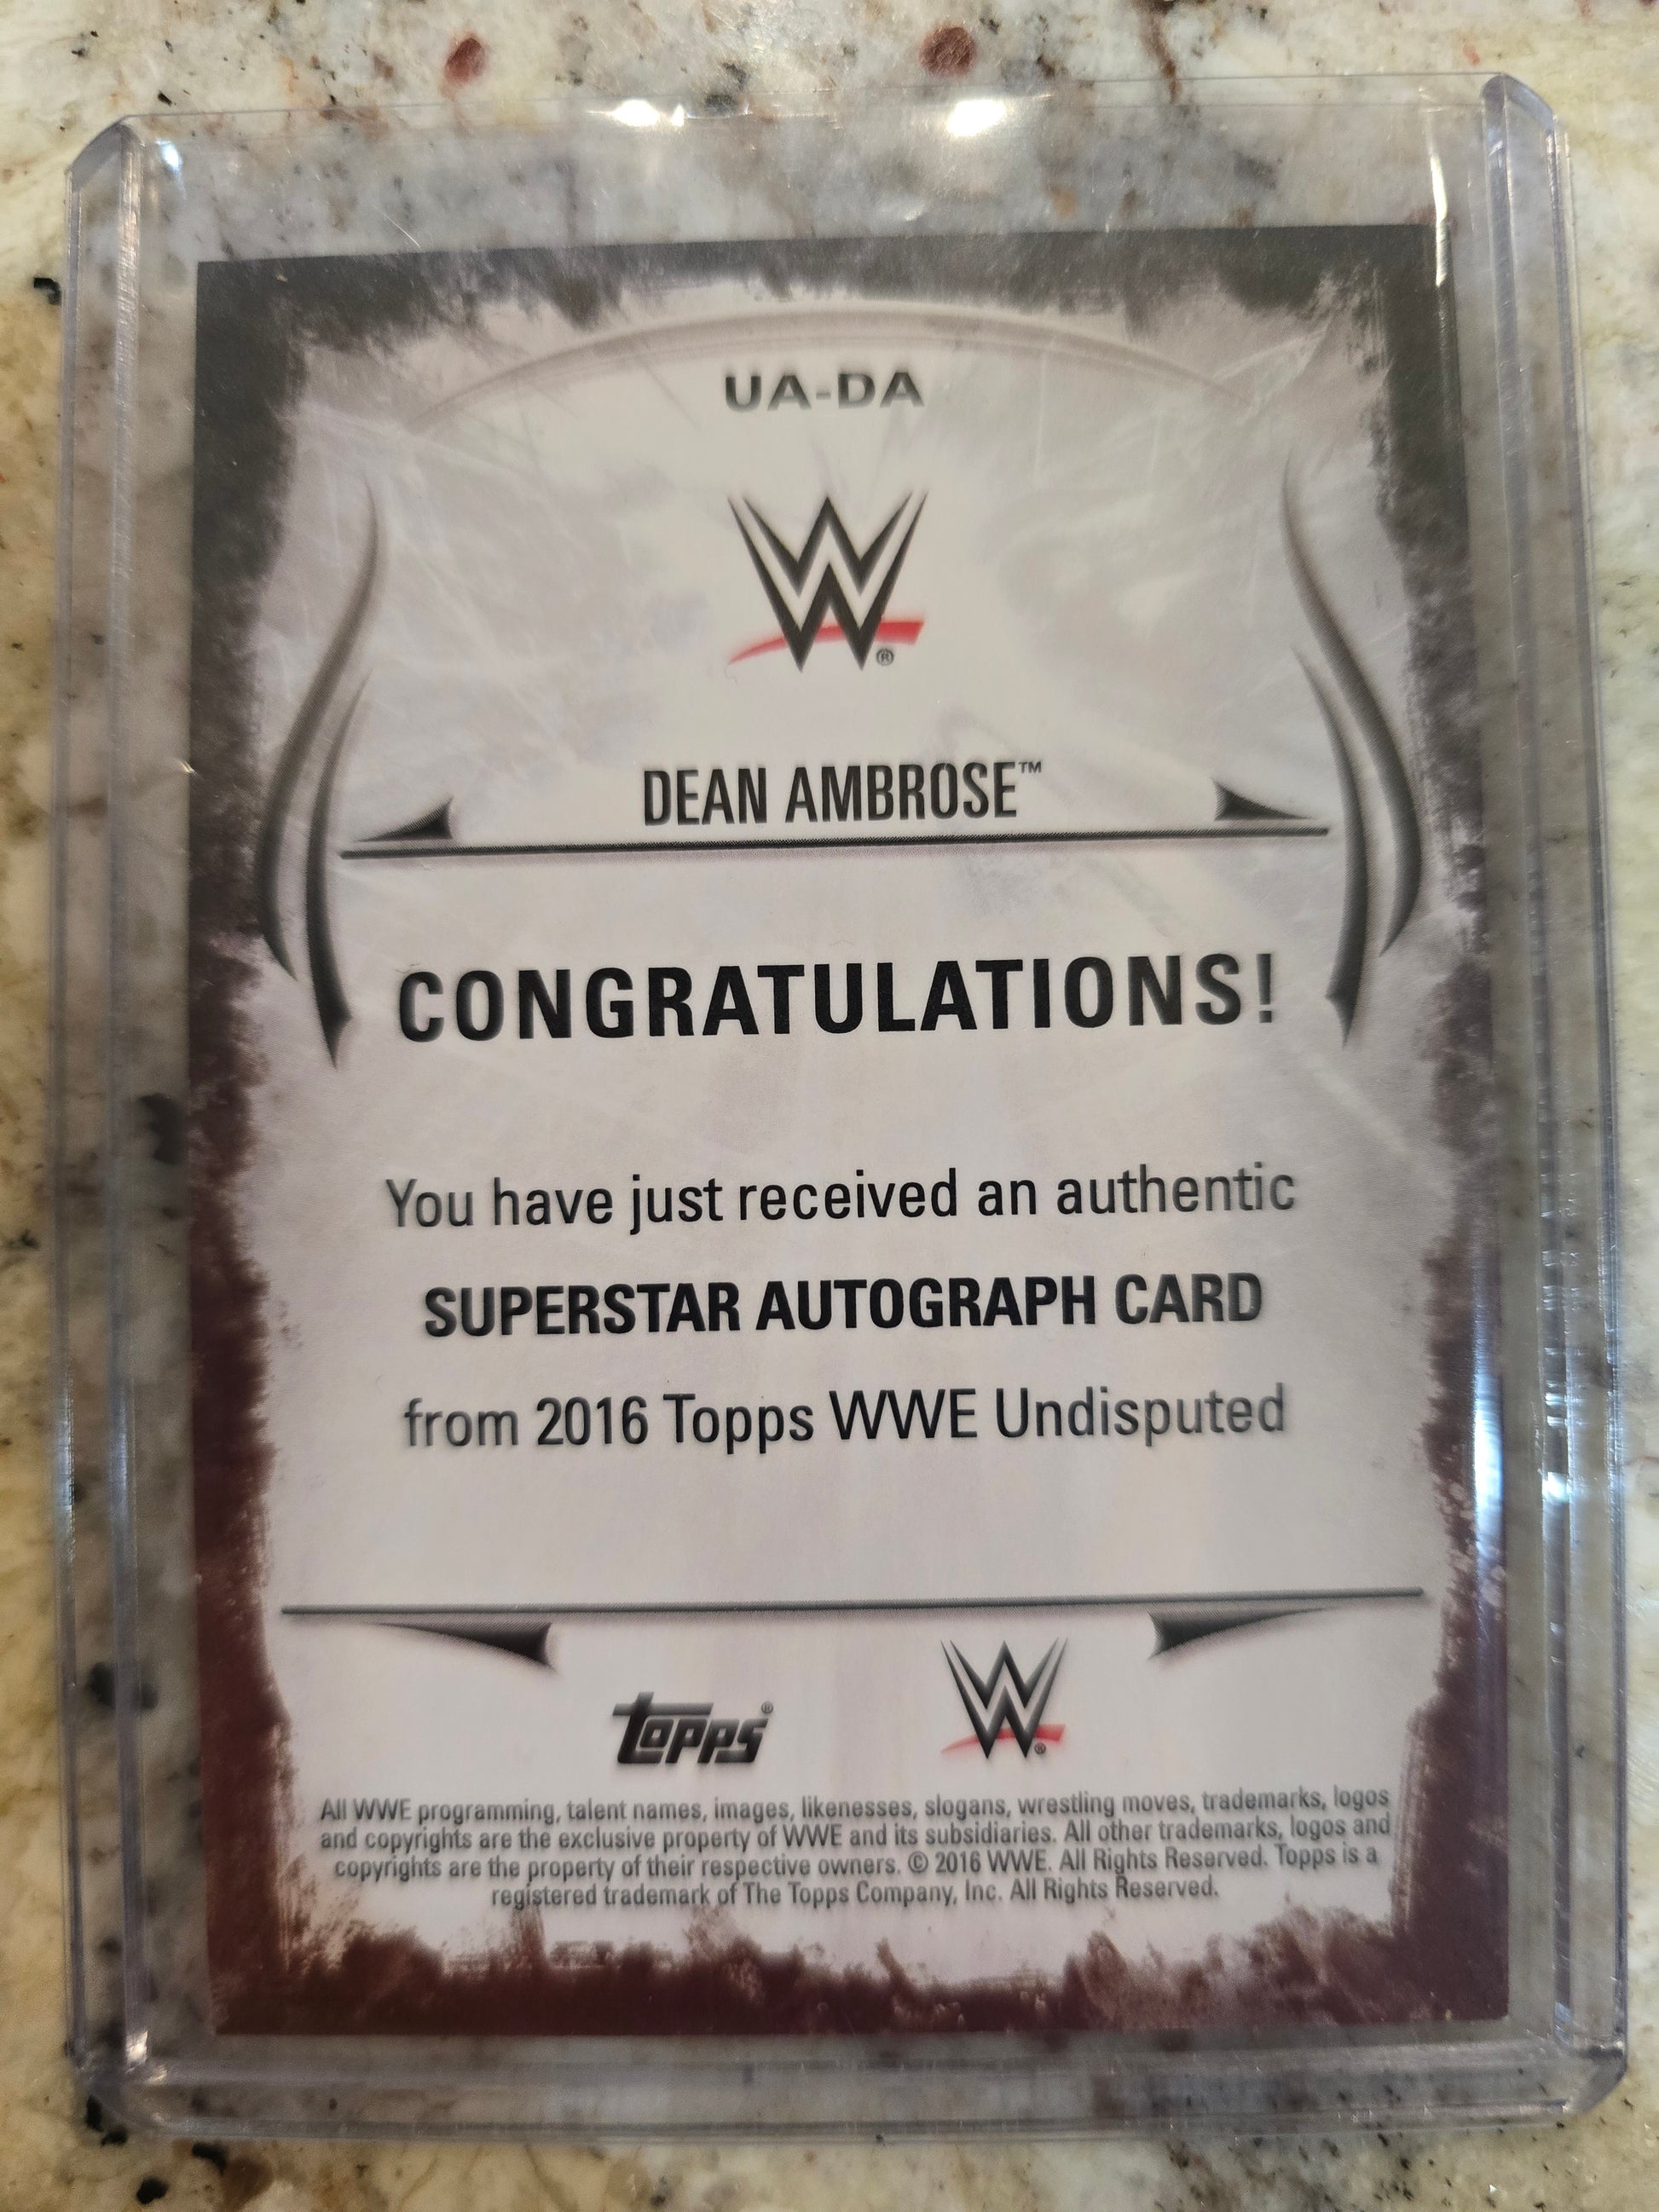 UA-DA
W
®
DEAN AMBROSE™
CONGRATULATIONS!
You have just received an authentic
SUPERSTAR AUTOGRAPH CARD
from 2016 Topps WWE Undisputed
topps®
W®
All WWE programming, talent names, images, likenesses, slogans, wrestling moves, trademarks, logos
and copyrights are the exclusive property of WWE and its subsidiaries. All other trademarks, logos and
copyrights are the property of their respective owners. © 2016 WWE. All Rights Reserved. Topps is a
registered trademark of The Topps Company, Inc. All Rights Reserved.